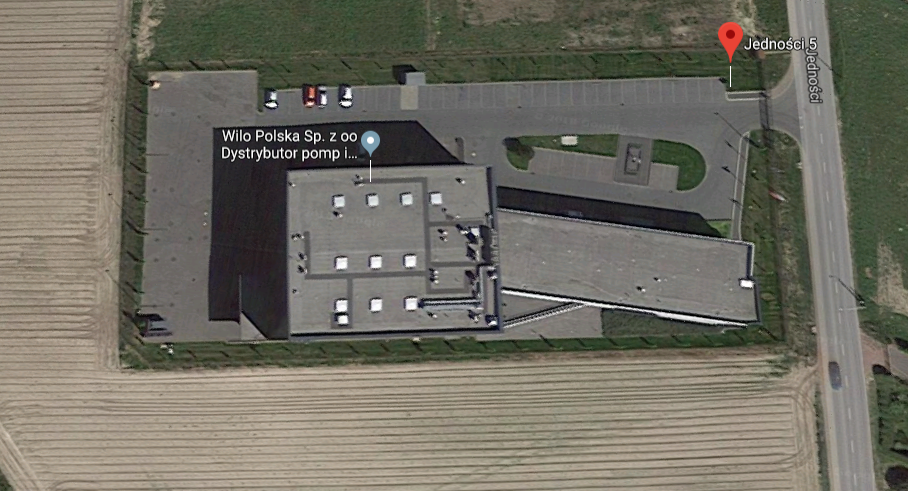 Jedności 5
Jedności
Wilo Polska Sp. z oo
Dystrybutor pomp i...